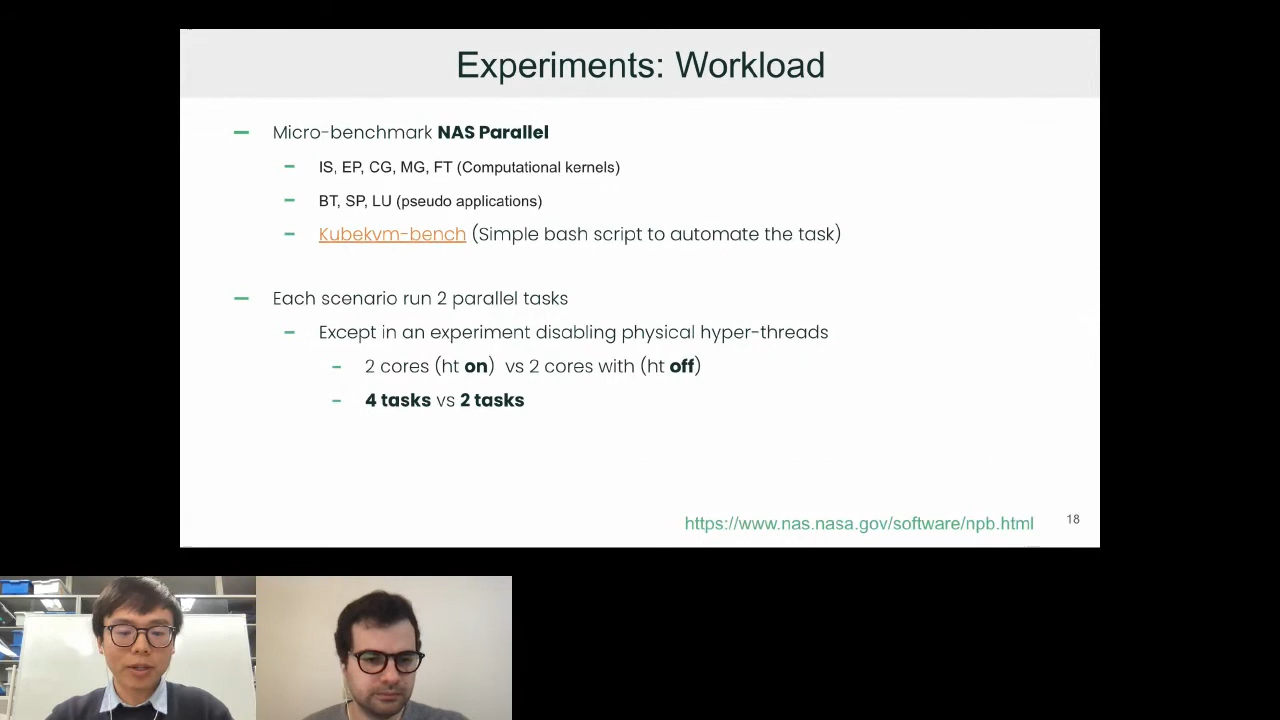 Experiments: Workload
Micro-benchmark NAS Parallel
IS, EP, CG, MG, FT (Computational kernels)
BT, SP, LU (pseudo applications)
Kubekvm-bench (Simple bash script to automate the task)
Each scenario run 2 parallel tasks
Except in an experiment disabling physical hyper-threads
2 cores (ht on) vs 2 cores with (ht off)
4 tasks vs 2 tasks
https://www.nas.nasa.gov/software/npb.html
18